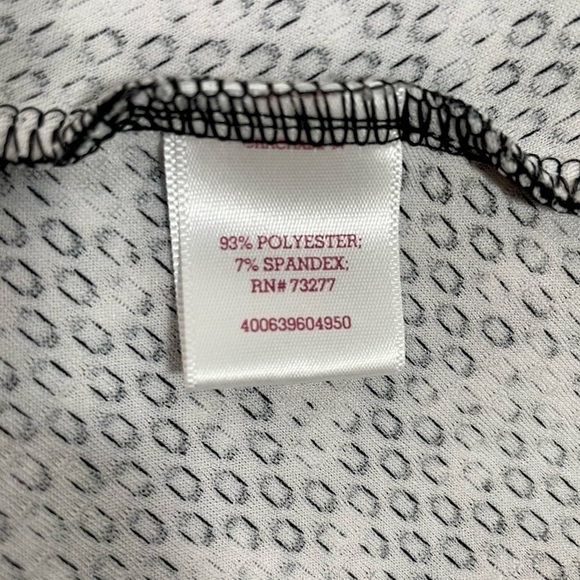 93% POLYESTER;
7% SPANDEX;
RN# 73277
400639604950